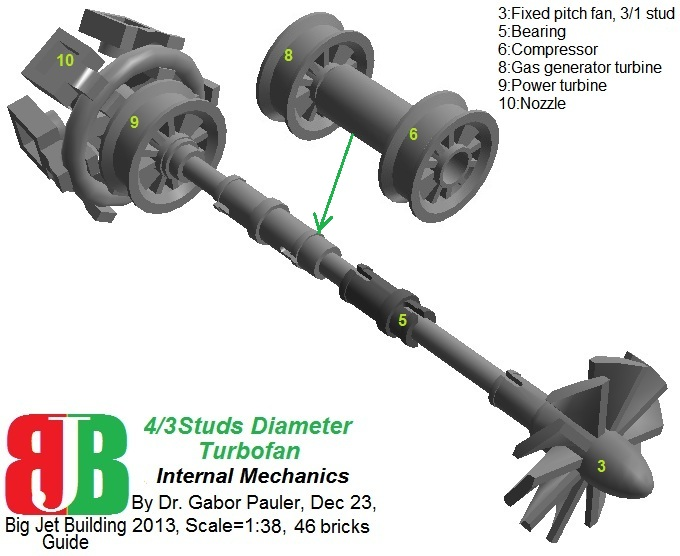 3:Fixed pitch fan, 3/1 stud
5:Bearing
6:Compressor
8:Gas generator turbine
9:Power turbine
10:Nozzle
10
8
9
6
5
3
BJB
4/3Studs Diameter
Turbofan
Internal Mechanics
By Dr. Gabor Pauler, Dec 23,
Big Jet Building 2013, Scale=1:38, 46 bricks
Guide